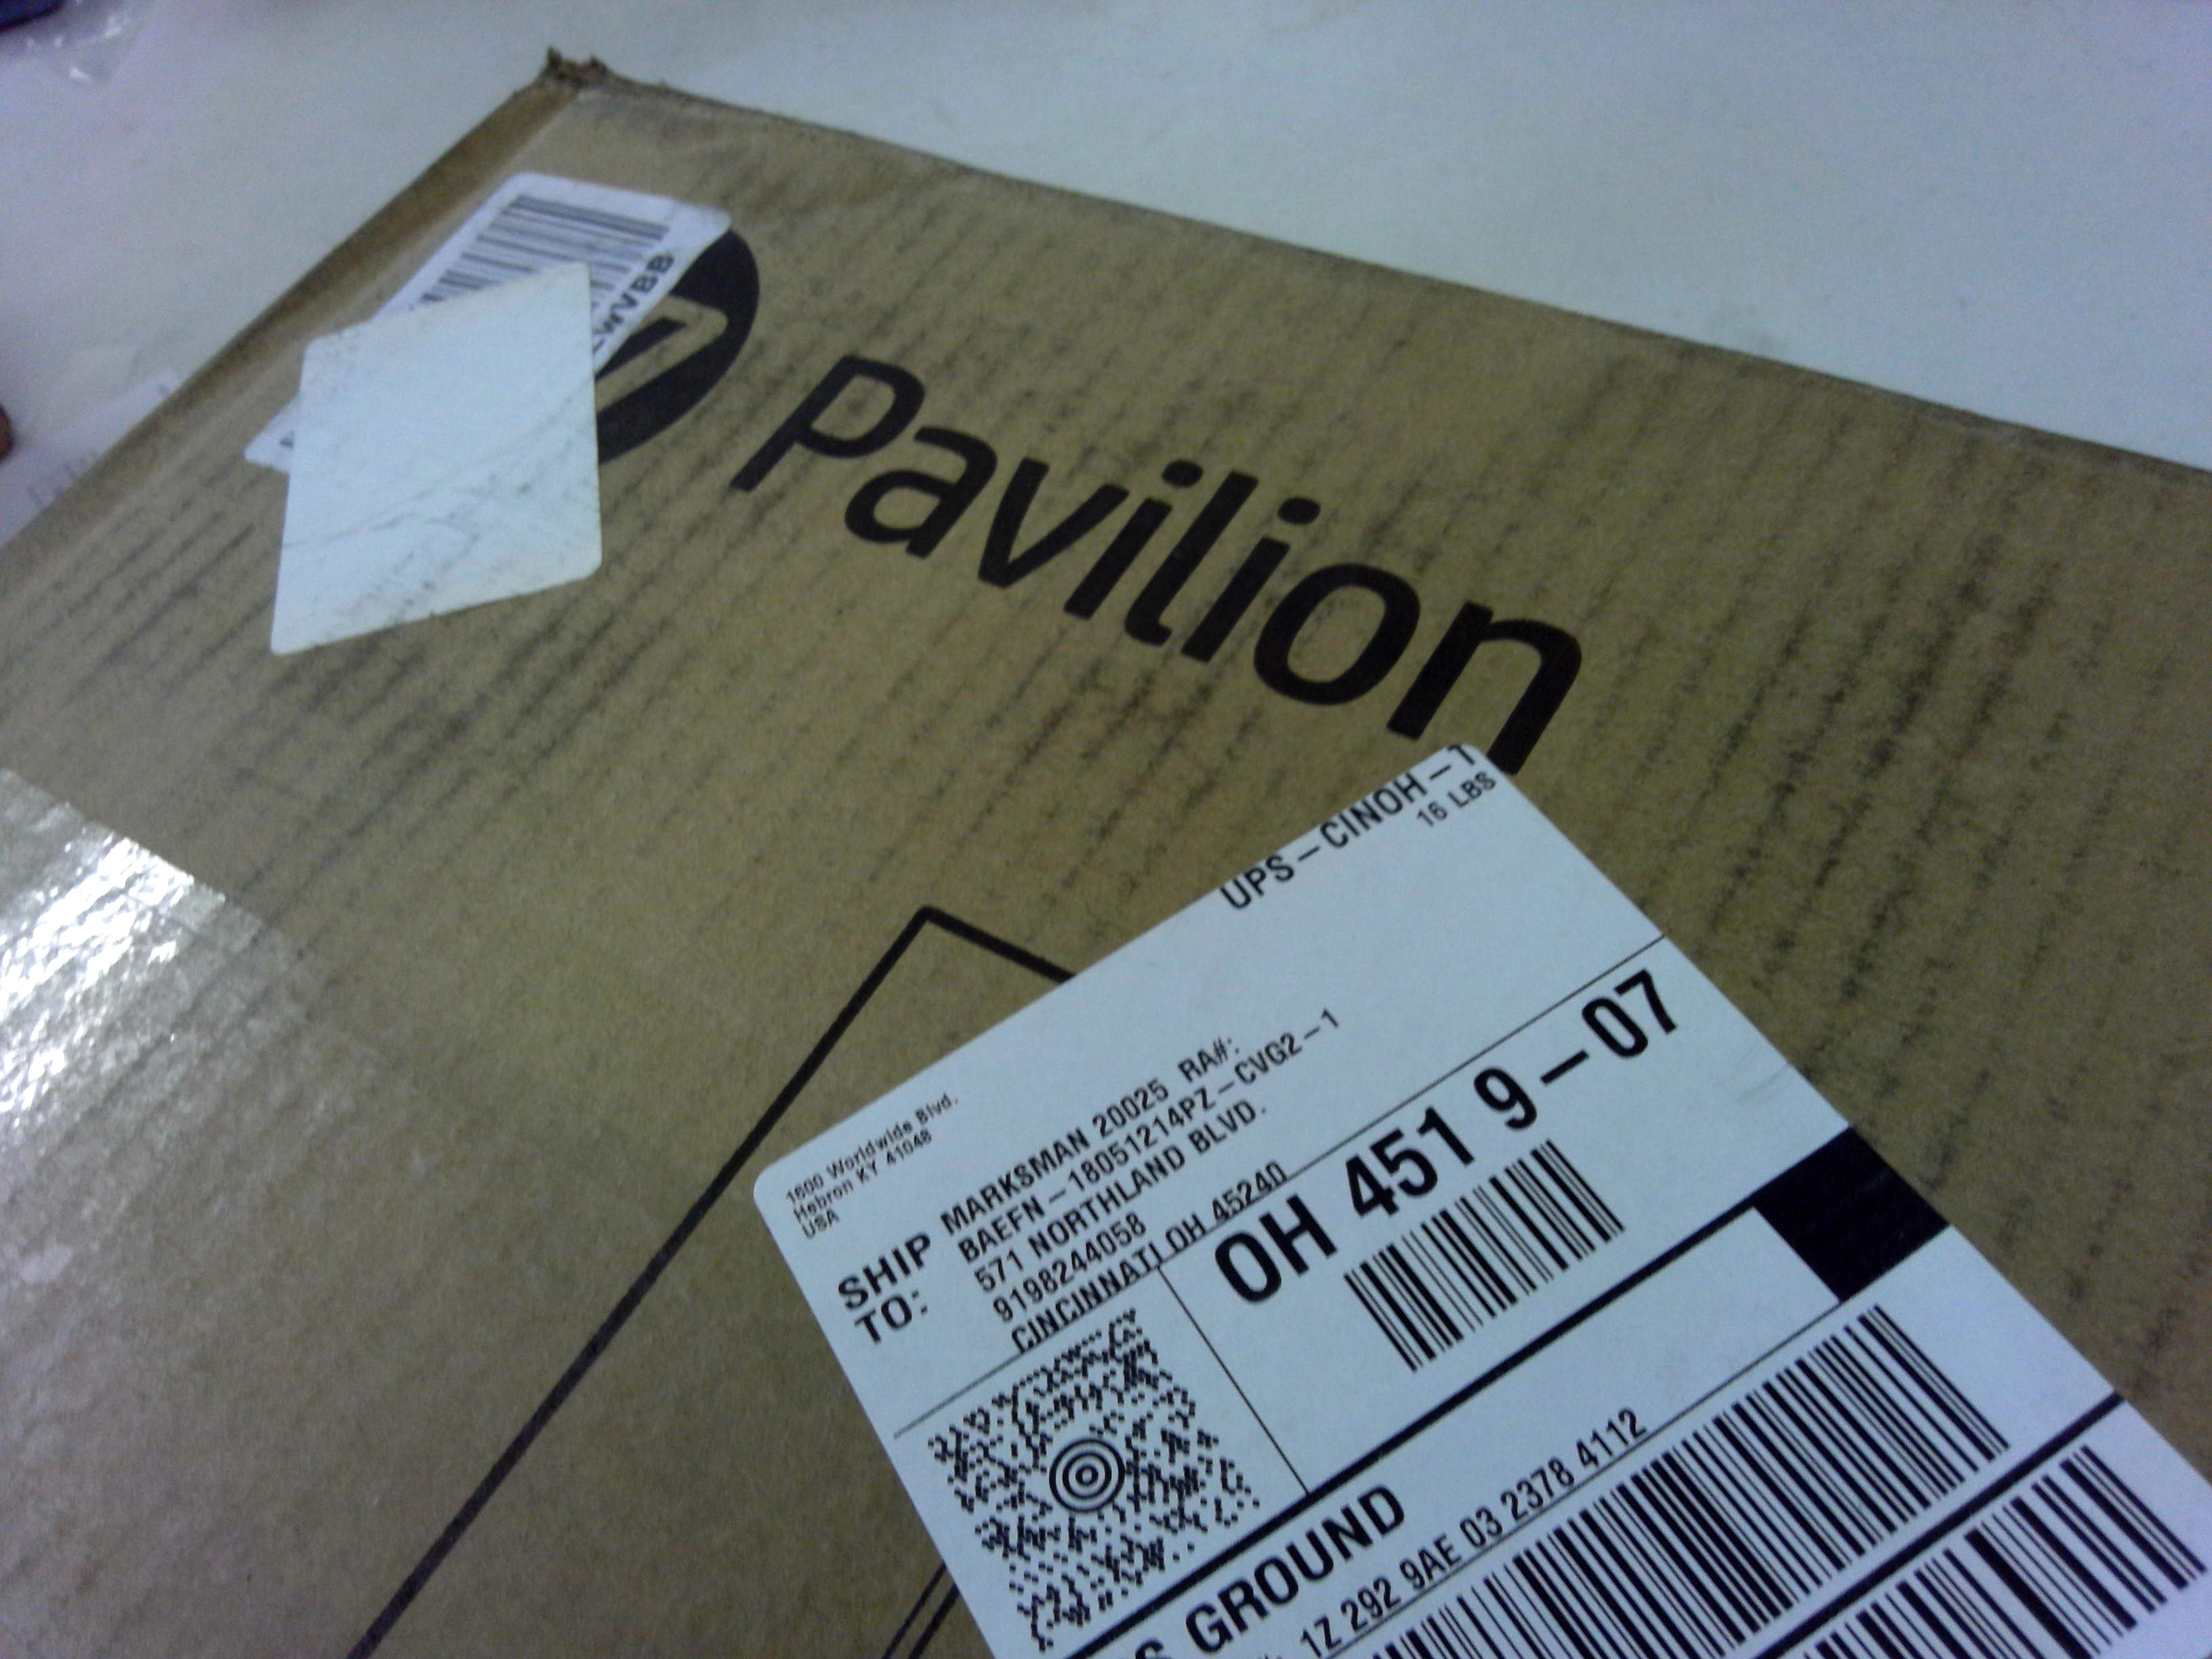 WVBB
Pavilion
UPS-CINOH-1
16 LBS
1600 Worldwide Blvd.
Hebron KY 41048
USA
SHIP
TO:
MARKSMAN 20025 RA#:
BAEFN-18051214PZ-CVG2-1
571 NORTHLAND BLVD.
9198244058
CINCINNATI OH 45240
OH 451 9-07
GROUND
1Z 292 9AE 03 2378 4112